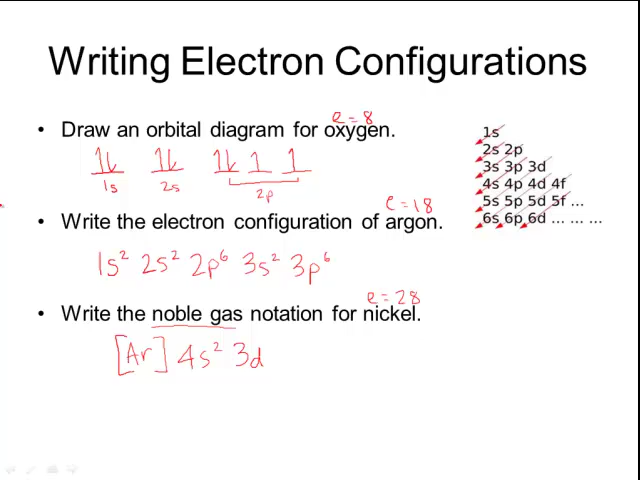 Writing Electron Configurations
e = 8
• Draw an orbital diagram for oxygen.
1s 2s 2p
e = 18
• Write the electron configuration of argon.
1s² 2s² 2p⁶ 3s² 3p⁶
e = 28
• Write the noble gas notation for nickel.
[Ar] 4s² 3d
1s
2s 2p
3s 3p 3d
4s 4p 4d 4f
5s 5p 5d 5f ...
6s 6p 6d ... ... ...